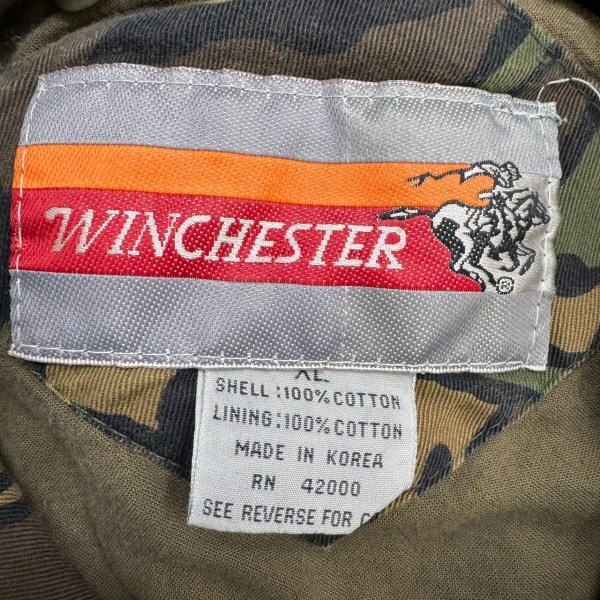 WINCHESTER
®
XL
SHELL:100% COTTON
LINING:100% COTTON
MADE IN KOREA
RN 42000
SEE REVERSE FOR